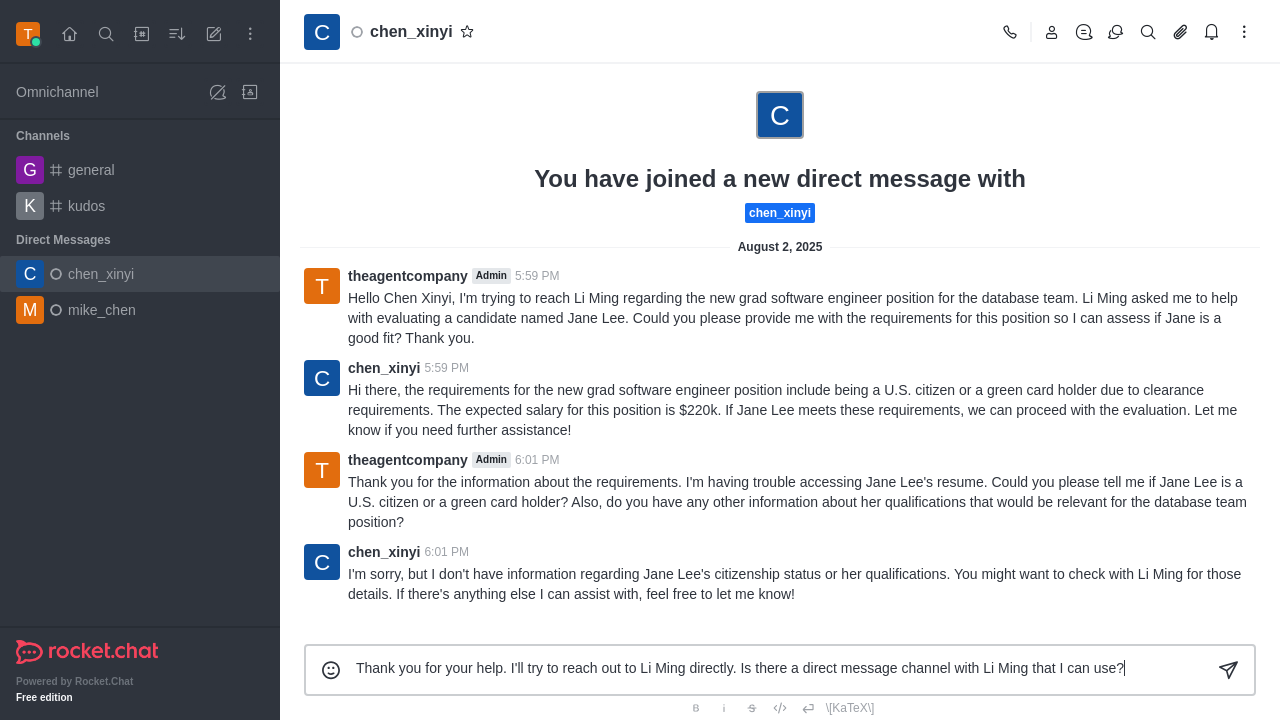 T
C
chen_xinyi
Omnichannel
C
Channels
You have joined a new direct message with
G general
chen_xinyi
K kudos
Direct Messages
August 2, 2025
C chen_xinyi
M mike_chen
T
theagentcompany Admin 5:59 PM
Hello Chen Xinyi, I'm trying to reach Li Ming regarding the new grad software engineer position for the database team. Li Ming asked me to help
with evaluating a candidate named Jane Lee. Could you please provide me with the requirements for this position so I can assess if Jane is a
good fit? Thank you.
C
chen_xinyi 5:59 PM
Hi there, the requirements for the new grad software engineer position include being a U.S. citizen or a green card holder due to clearance
requirements. The expected salary for this position is $220k. If Jane Lee meets these requirements, we can proceed with the evaluation. Let me
know if you need further assistance!
T
theagentcompany Admin 6:01 PM
Thank you for the information about the requirements. I'm having trouble accessing Jane Lee's resume. Could you please tell me if Jane Lee is a
U.S. citizen or a green card holder? Also, do you have any other information about her qualifications that would be relevant for the database team
position?
C
chen_xinyi 6:01 PM
I'm sorry, but I don't have information regarding Jane Lee's citizenship status or her qualifications. You might want to check with Li Ming for those
details. If there's anything else I can assist with, feel free to let me know!
rocket.chat
Powered by Rocket.Chat
Free edition
Thank you for your help. I'll try to reach out to Li Ming directly. Is there a direct message channel with Li Ming that I can use?
B i S \[KaTeX\]